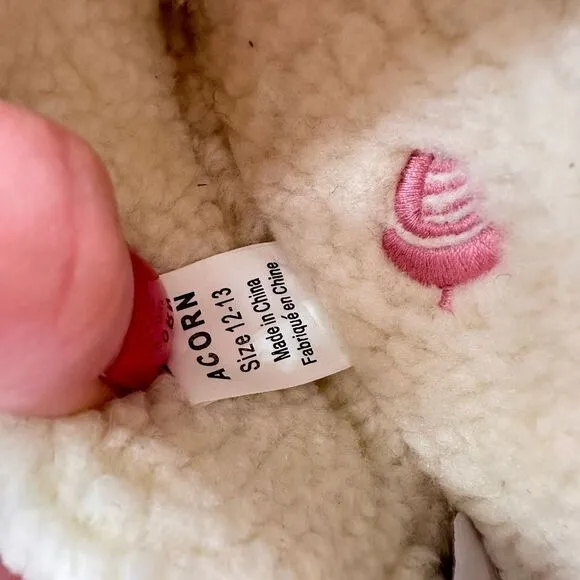 ACORN
Size 12-13
Made in China
Fabriqué en Chine